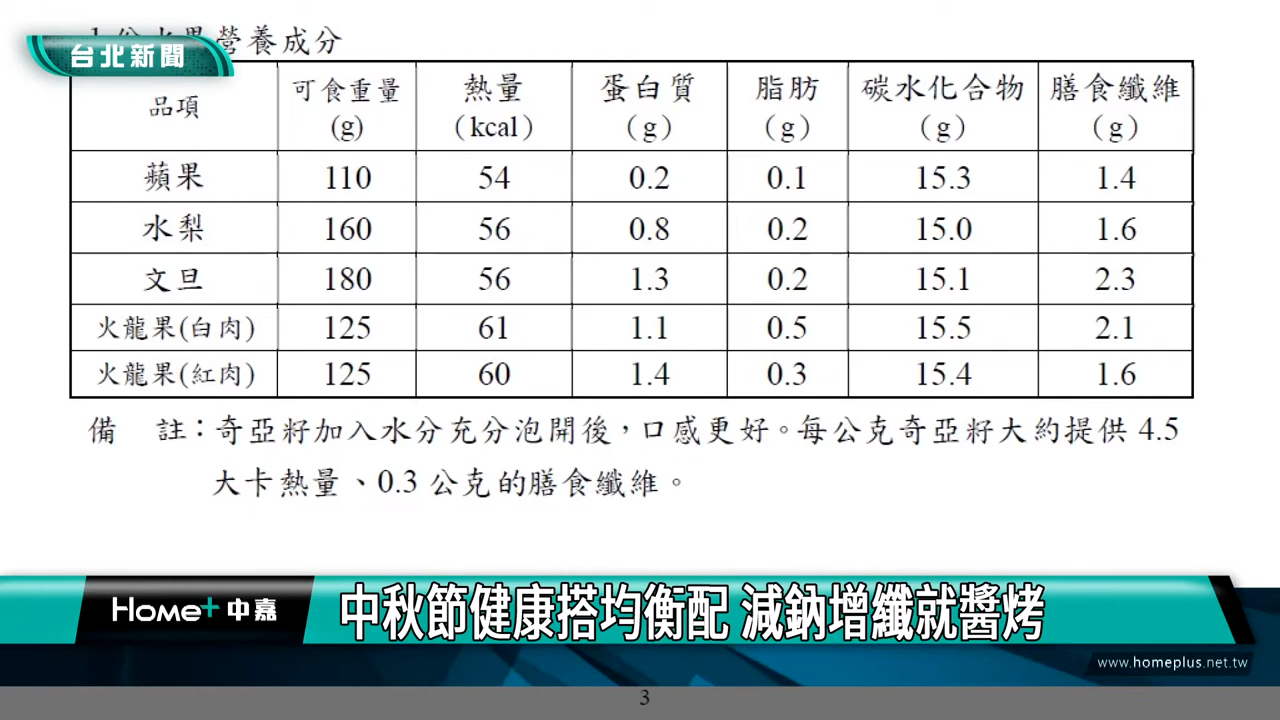 營養成分
台北新聞
品項 可食重量(g) 熱量(kcal) 蛋白質(g) 脂肪(g) 碳水化合物(g) 膳食纖維(g)
蘋果 110 54 0.2 0.1 15.3 1.4
水梨 160 56 0.8 0.2 15.0 1.6
文旦 180 56 1.3 0.2 15.1 2.3
火龍果(白肉) 125 61 1.1 0.5 15.5 2.1
火龍果(紅肉) 125 60 1.4 0.3 15.4 1.6
備 註：奇亞籽加入水分充分泡開後，口感更好。每公克奇亞籽大約提供 4.5
大卡熱量、0.3 公克的膳食纖維。
Home+中嘉
中秋節健康搭均衡配 減鈉增纖就醬烤
www.homeplus.net.tw
3